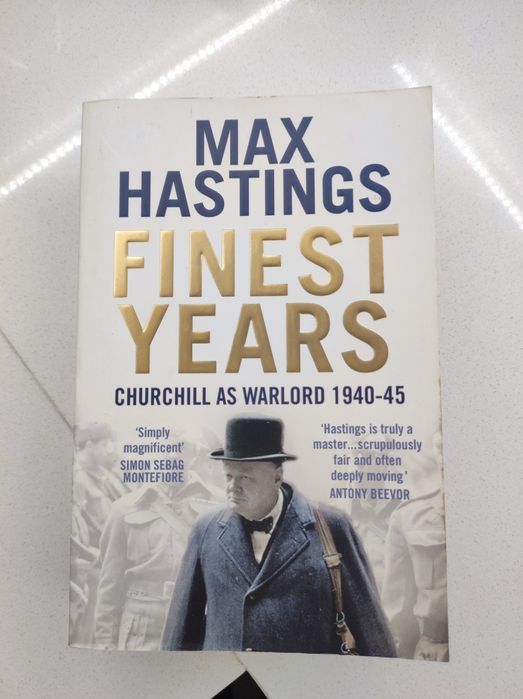 MAX
HASTINGS
FINEST
YEARS
CHURCHILL AS WARLORD 1940-45
‘Simply
magnificent’
SIMON SEBAG
MONTEFIORE
‘Hastings is truly a
master...scrupulously
fair and often
deeply moving’
ANTONY BEEVOR